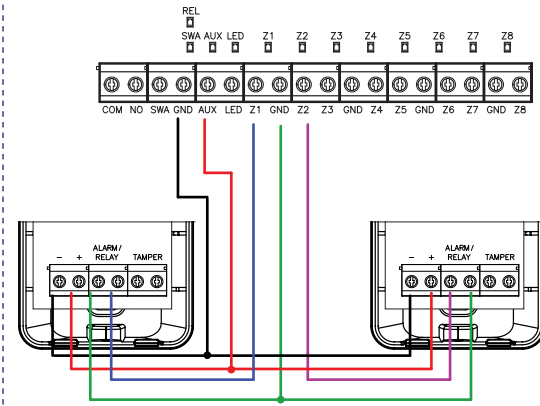 REL
SWA AUX LED Z1 Z2 Z3 Z4 Z5 Z6 Z7 Z8
COM NO SWA GND AUX LED Z1 GND Z2 Z3 GND Z4 Z5 GND Z6 Z7 GND Z8
ALARM/
- + RELAY TAMPER
ALARM/
- + RELAY TAMPER